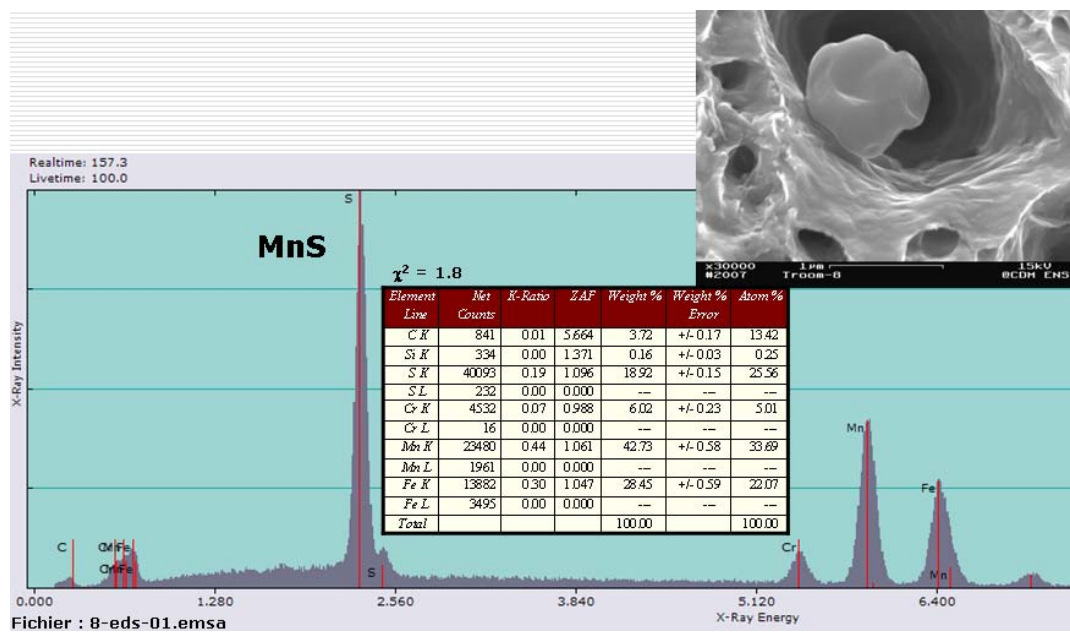 Realtime: 157.3
Livetime: 100.0
S
MnS
χ² = 1.8
Element Line Net Counts K-Ratio ZAF Weight % Weight % Error Atom %
C K 841 0.01 5.664 3.72 +/- 0.17 13.42
Si K 334 0.00 1.371 0.16 +/- 0.03 0.25
S K 40093 0.19 1.096 18.92 +/- 0.15 25.56
S L 232 0.00 0.000 --- --- ---
Cr K 4532 0.07 0.988 6.02 +/- 0.23 5.01
Cr L 16 0.00 0.000 --- --- ---
Mn K 23480 0.44 1.061 42.73 +/- 0.58 33.69
Mn L 1961 0.00 0.000 --- --- ---
Fe K 13882 0.30 1.047 28.45 +/- 0.59 22.07
Fe L 3495 0.00 0.000 --- --- ---
Total 100.00 100.00
x30000 1µm 15kV
#2007 Troom-8 @CDM ENS
X-Ray Intensity
Mn
Fe
C
Fe
Cr
Fe
S
Mn
0.000 1.280 2.560 3.840 5.120 6.400
X-Ray Energy
Fichier : 8-eds-01.emsa